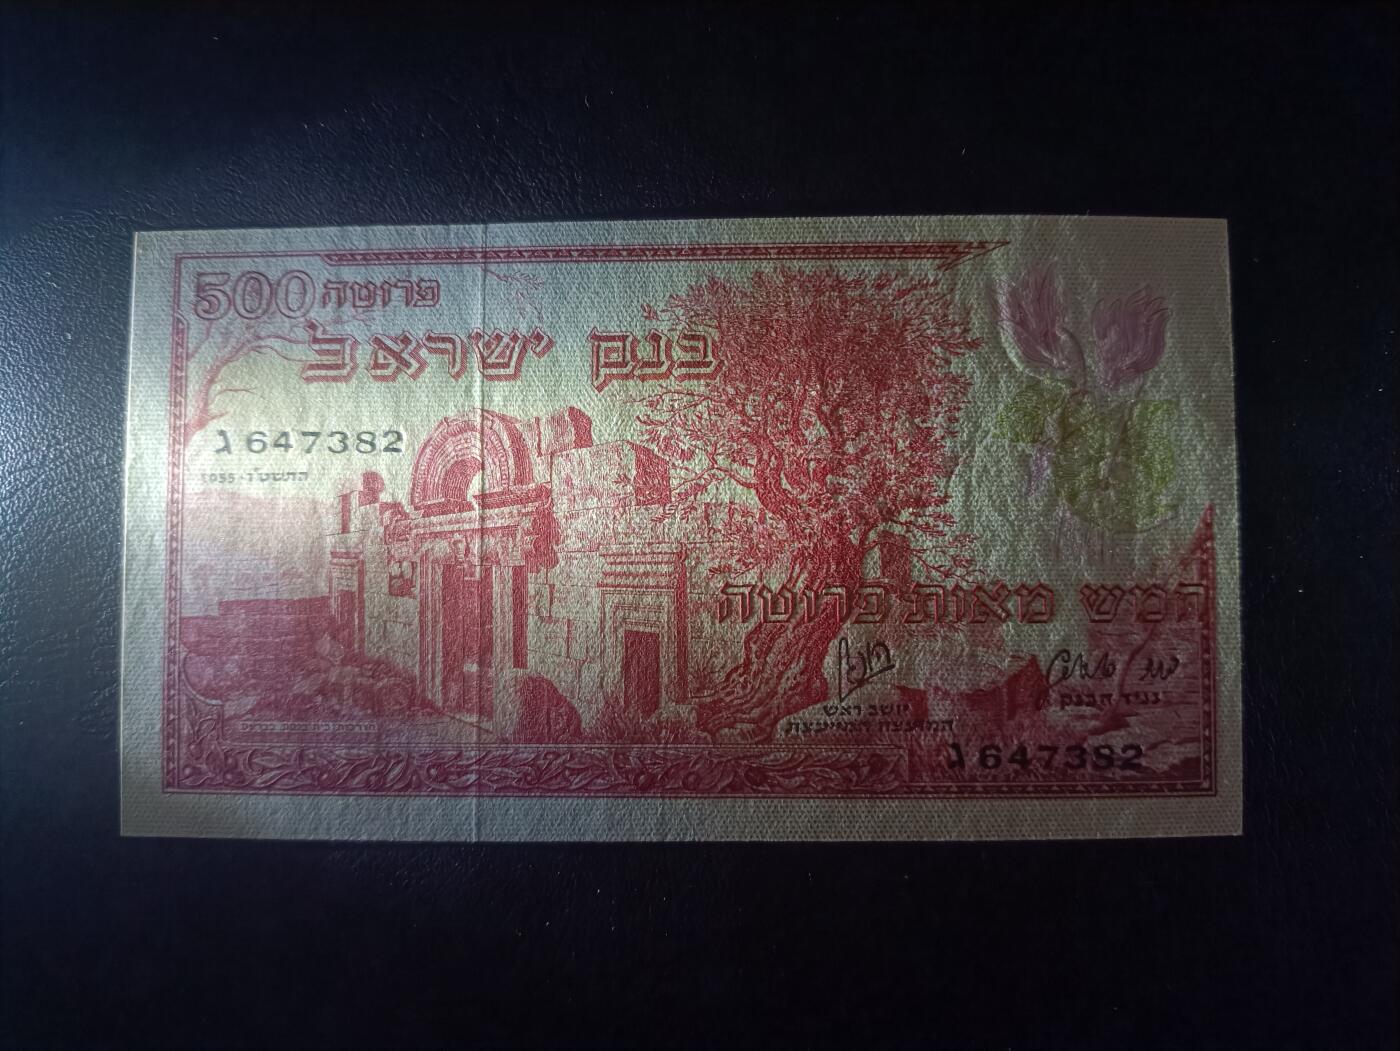 500 פרוטה
בנק ישראל
ג 647382
התשט"ו - 1955
חמש מאות פרוטה
יושב ראש
המועצה המייעצת
נגיד הבנק
ג 647382